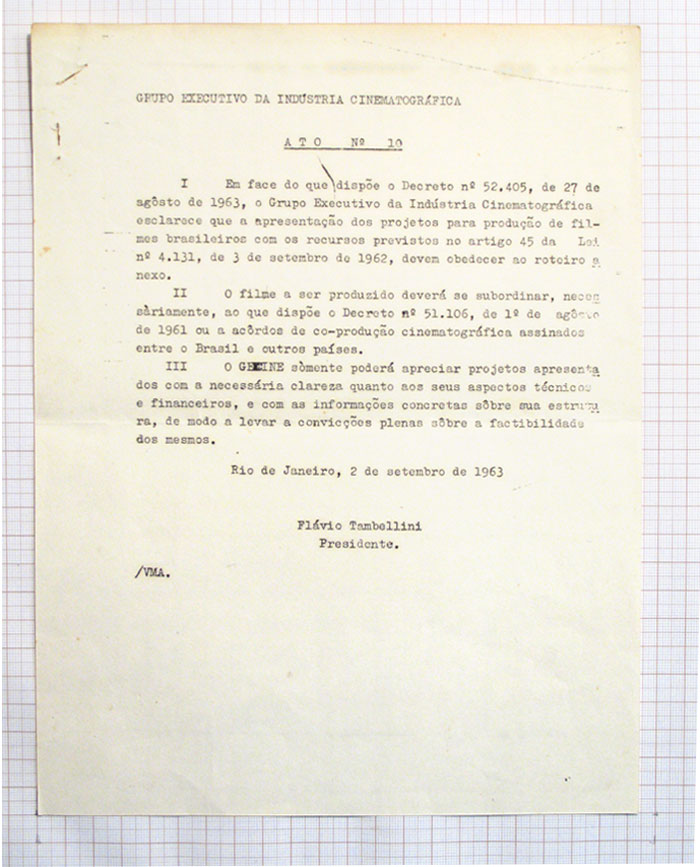 GRUPO EXECUTIVO DA INDÚSTRIA CINEMATOGRÁFICA
A T O Nº 10
I Em face do que dispõe o Decreto nº 52.405, de 27 de
agôsto de 1963, o Grupo Executivo da Indústria Cinematográfica
esclarece que a apresentação dos projetos para produção de fil-
mes brasileiros com os recursos previstos no artigo 45 da Lei
nº 4.131, de 3 de setembro de 1962, devem obedecer ao roteiro a
nexo.
II O filme a ser produzido deverá se subordinar, neces
sàriamente, ao que dispõe o Decreto nº 51.106, de 1º de agôsto
de 1961 ou a acôrdos de co-produção cinematográfica assinados
entre o Brasil e outros países.
III O GEICINE sòmente poderá apreciar projetos apresenta
dos com a necessária clareza quanto aos seus aspectos técnicos
e financeiros, e com as informações concretas sôbre sua estrutu
ra, de modo a levar a convicções plenas sôbre a factibilidade
dos mesmos.
Rio de Janeiro, 2 de setembro de 1963
Flávio Tambellini
Presidente.
/VMA.